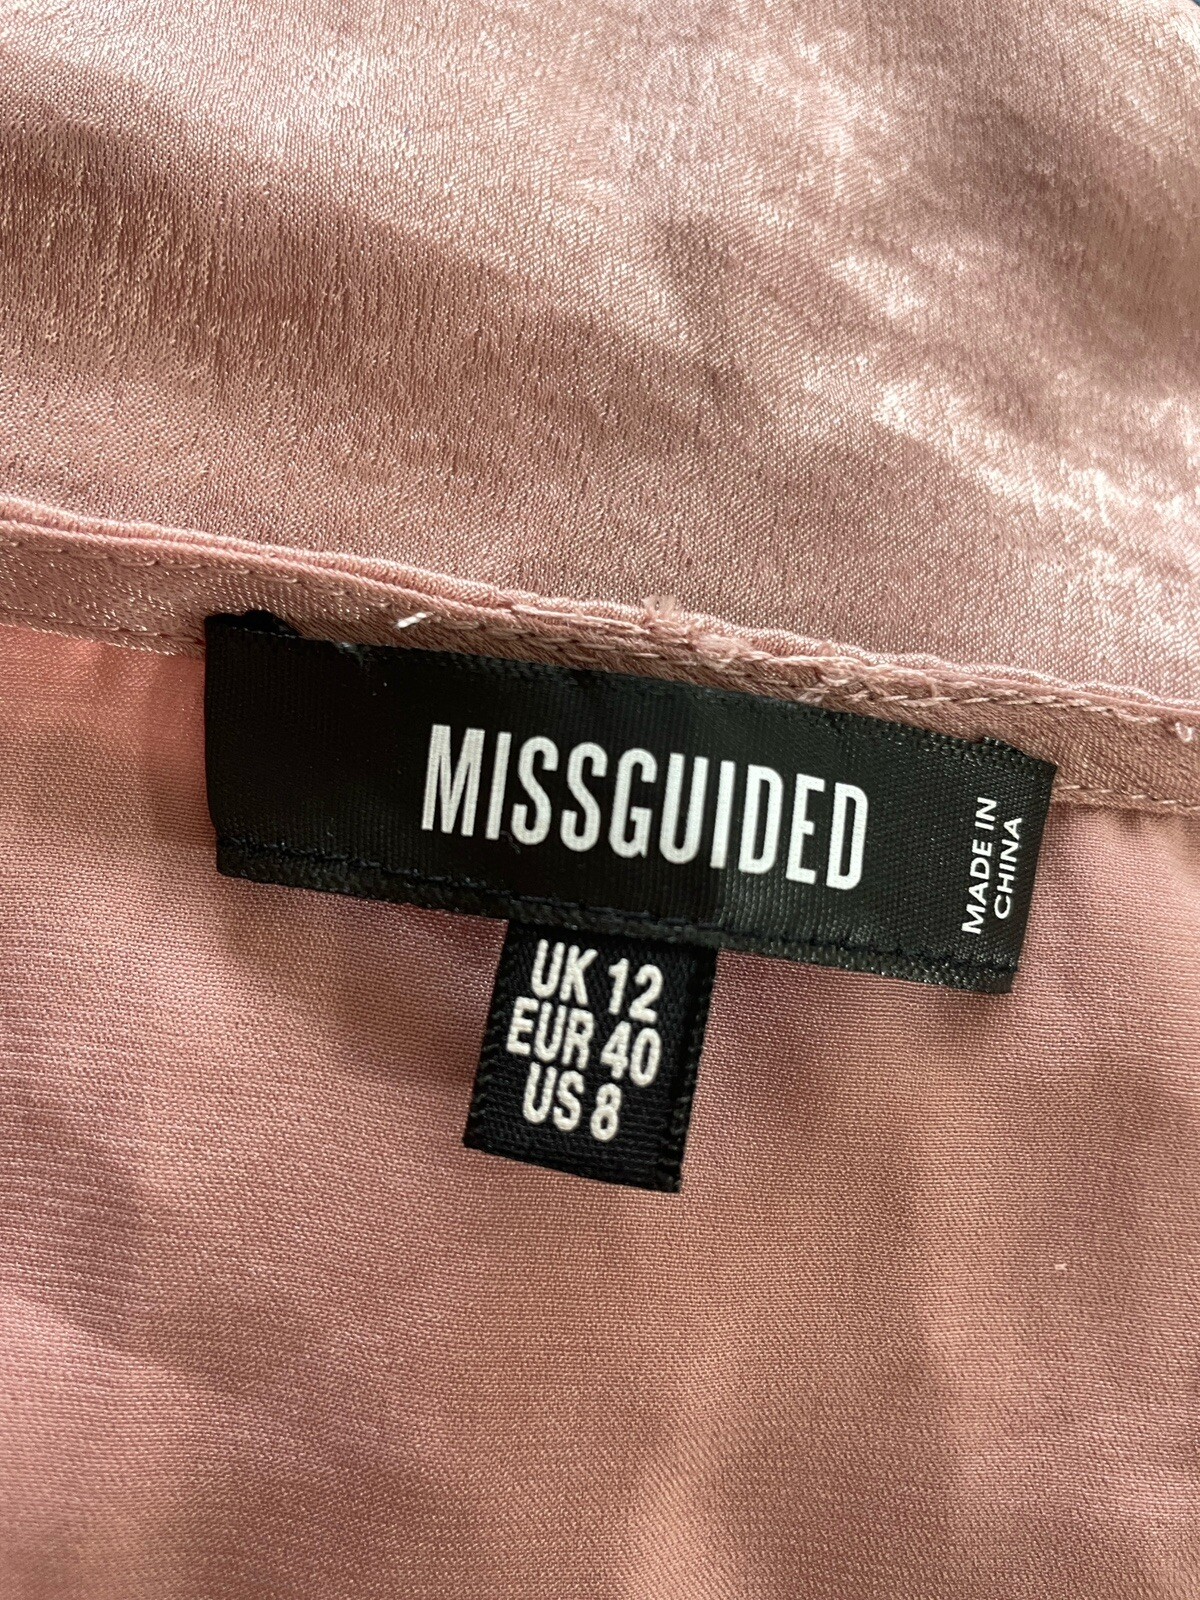 MISSGUIDED
MADE IN
CHINA
UK 12
EUR 40
US 8